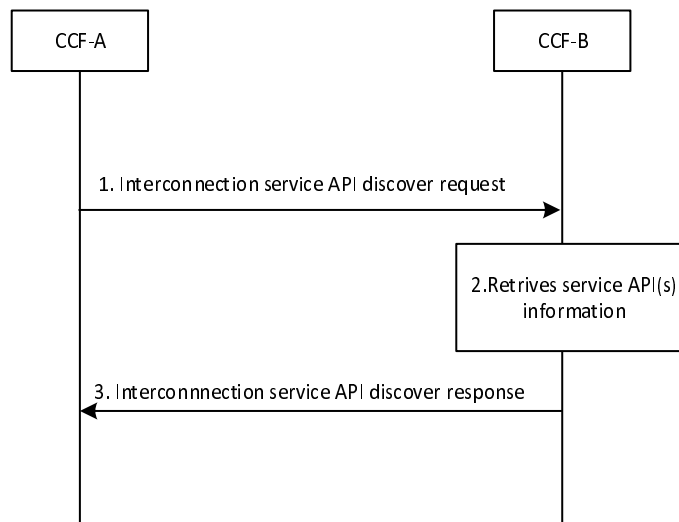 CCF-A
CCF-B
1. Interconnection service API discover request
2.Retrives service API(s)
information
3. Interconnnection service API discover response